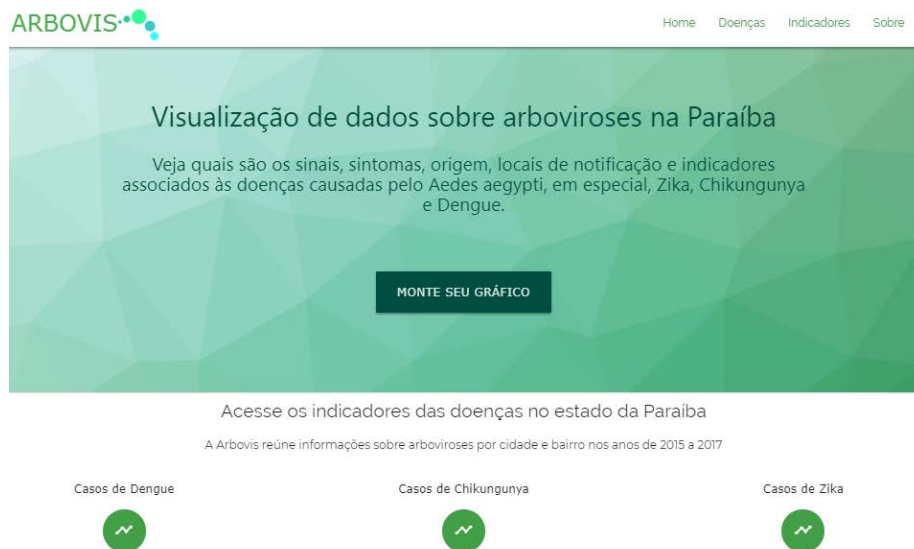 ARBOVIS
Home Doenças Indicadores Sobre
Visualização de dados sobre arboviroses na Paraíba
Veja quais são os sinais, sintomas, origem, locais de notificação e indicadores
associados às doenças causadas pelo Aedes aegypti, em especial, Zika, Chikungunya
e Dengue.
MONTE SEU GRÁFICO
Acesse os indicadores das doenças no estado da Paraíba
A Arbovis reúne informações sobre arboviroses por cidade e bairro nos anos de 2015 a 2017
Casos de Dengue Casos de Chikungunya Casos de Zika